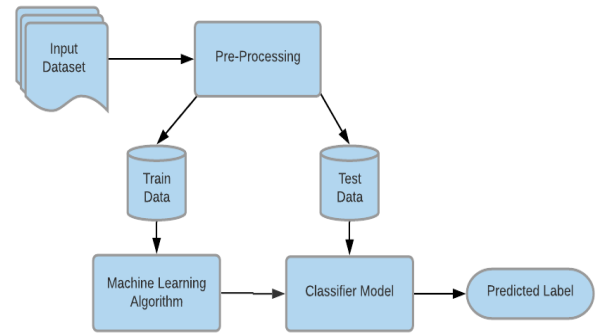 Input
Dataset
Pre-Processing
Train
Data
Test
Data
Machine Learning
Algorithm
Classifier Model
Predicted Label